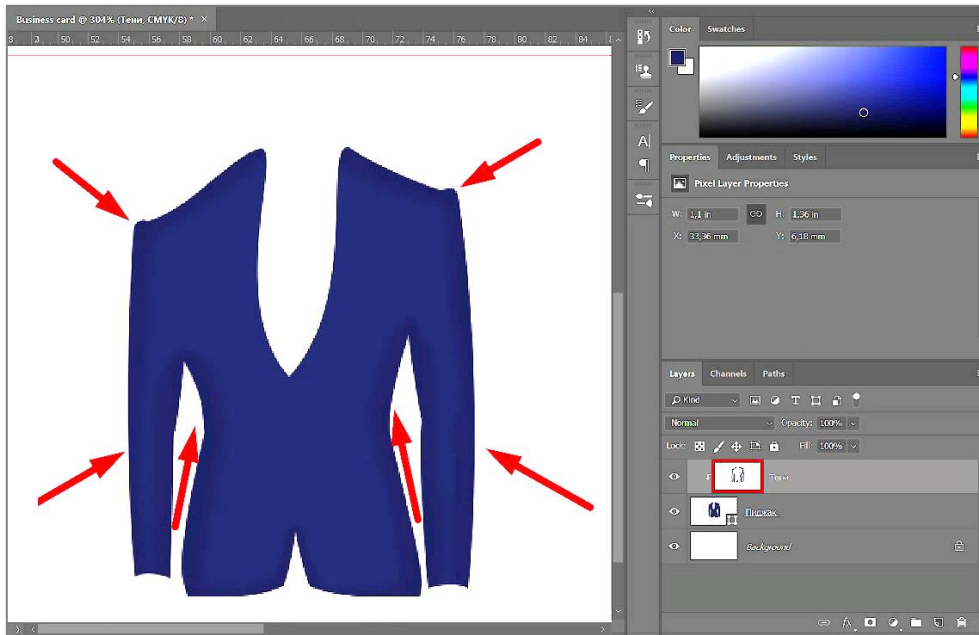 Business card @ 304% (Тени, CMYK/8) * ×
50 52 54 56 58 60 62 64 66 68 70 72 74 76 78 80 82 84
Color Swatches
Properties Adjustments Styles
Pixel Layer Properties
W: 1,1 in H: 1,36 in
X: 33,36 mm Y: 6,18 mm
Layers Channels Paths
Kind
Normal Opacity: 100%
Lock: Fill: 100%
Тени
Пиджак
Background